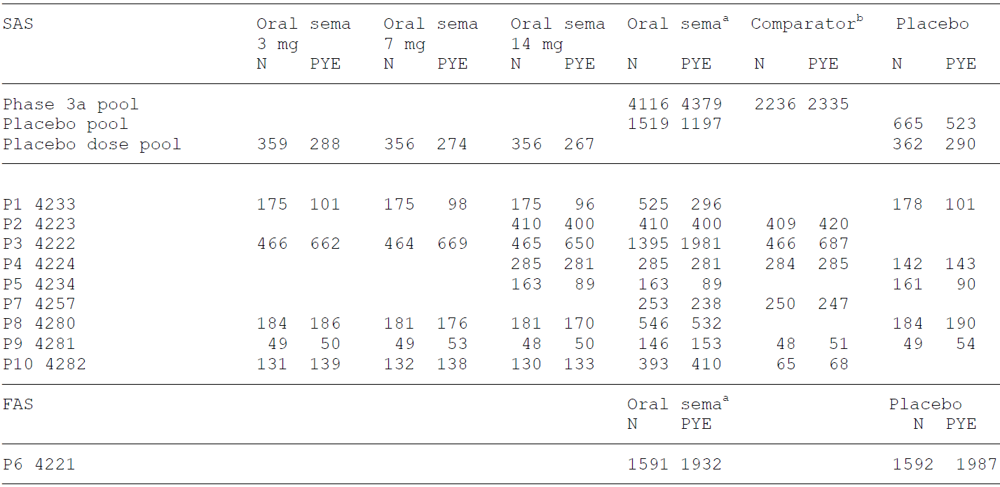 SAS Oral sema Oral sema Oral sema Oral semaᵃ Comparatorᵇ Placebo
3 mg 7 mg 14 mg
N PYE N PYE N PYE N PYE N PYE N PYE
Phase 3a pool 4116 4379 2236 2335
Placebo pool 1519 1197 665 523
Placebo dose pool 359 288 356 274 356 267 362 290
P1 4233 175 101 175 98 175 96 525 296 178 101
P2 4223 410 400 410 400 409 420
P3 4222 466 662 464 669 465 650 1395 1981 466 687
P4 4224 285 281 285 281 284 285 142 143
P5 4234 163 89 163 89 161 90
P7 4257 253 238 250 247
P8 4280 184 186 181 176 181 170 546 532 184 190
P9 4281 49 50 49 53 48 50 146 153 48 51 49 54
P10 4282 131 139 132 138 130 133 393 410 65 68
FAS Oral semaᵃ Placebo
N PYE N PYE
P6 4221 1591 1932 1592 1987